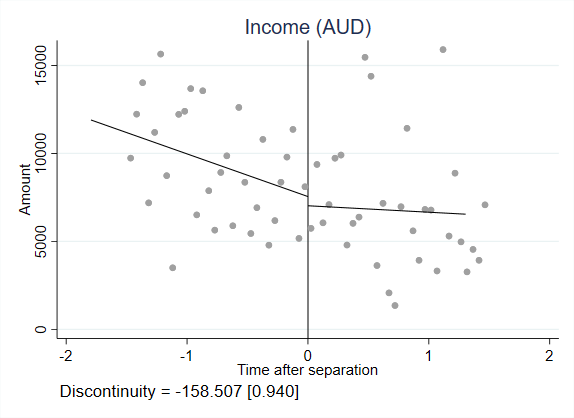 Income (AUD)
15000
10000
5000
0
Amount
-2 -1 0 1 2
Time after separation
Discontinuity = -158.507 [0.940]